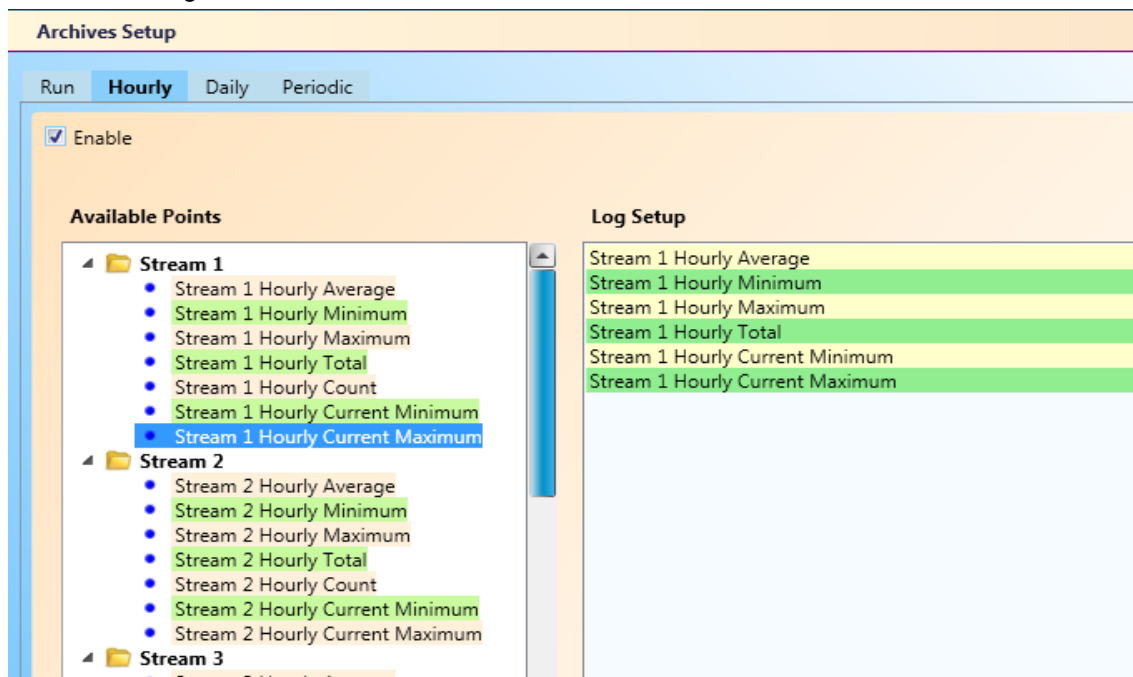 Archives Setup
Run Hourly Daily Periodic
Enable
Available Points
Stream 1
Stream 1 Hourly Average
Stream 1 Hourly Minimum
Stream 1 Hourly Maximum
Stream 1 Hourly Total
Stream 1 Hourly Count
Stream 1 Hourly Current Minimum
Stream 1 Hourly Current Maximum
Stream 2
Stream 2 Hourly Average
Stream 2 Hourly Minimum
Stream 2 Hourly Maximum
Stream 2 Hourly Total
Stream 2 Hourly Count
Stream 2 Hourly Current Minimum
Stream 2 Hourly Current Maximum
Stream 3
Log Setup
Stream 1 Hourly Average
Stream 1 Hourly Minimum
Stream 1 Hourly Maximum
Stream 1 Hourly Total
Stream 1 Hourly Current Minimum
Stream 1 Hourly Current Maximum